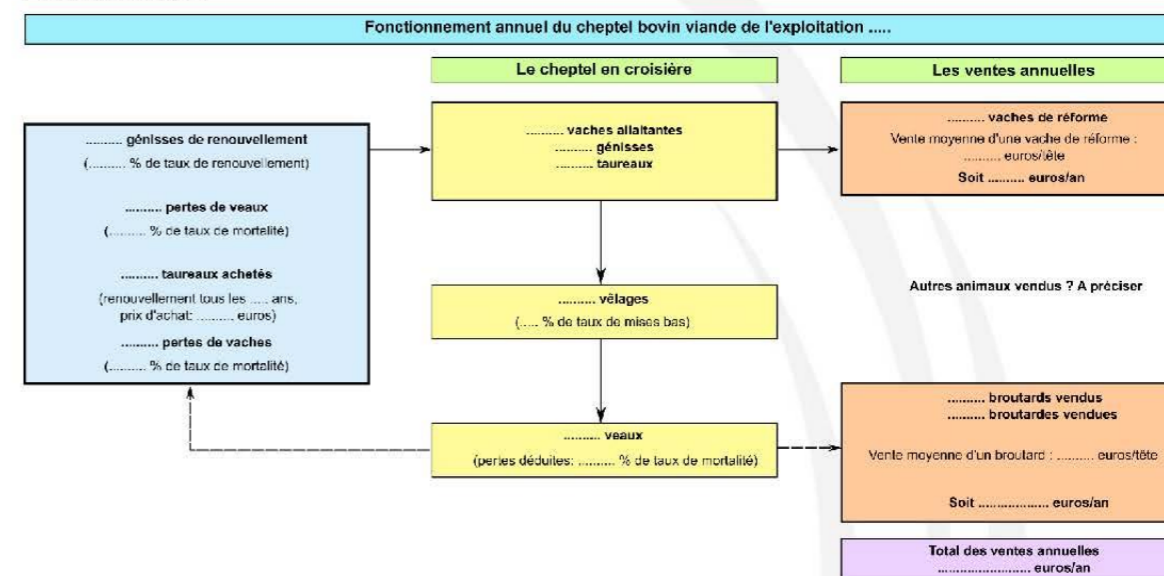 Fonctionnement annuel du cheptel bovin viande de l'exploitation .....
Le cheptel en croisière
Les ventes annuelles
.......... génisses de renouvellement
(.......... % de taux de renouvellement)
.......... pertes de veaux
(.......... % de taux de mortalité)
.......... taureaux achetés
(renouvellement tous les ..... ans,
prix d'achat: .......... euros)
.......... pertes de vaches
(.......... % de taux de mortalité)
.......... vaches allaitantes
.......... génisses
.......... taureaux
.......... vaches de réforme
Vente moyenne d'une vache de réforme :
.......... euros/tête
Soit .......... euros/an
.......... vêlages
(..... % de taux de mises bas)
Autres animaux vendus ? A préciser
.......... veaux
(pertes déduites: .......... % de taux de mortalité)
.......... broutards vendus
.......... broutardes vendues
Vente moyenne d'un broutard : .......... euros/tête
Soit ................... euros/an
Total des ventes annuelles
......................... euros/an